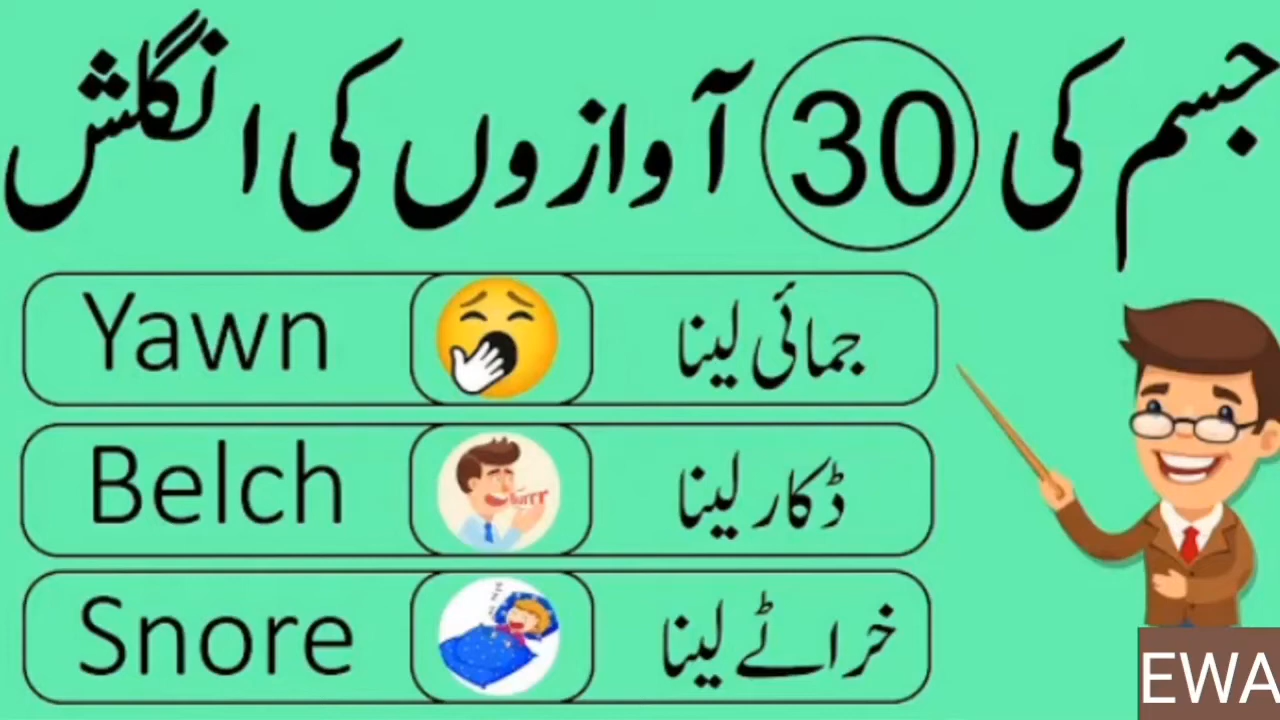 جسم کی 30 آوازوں کی انگلش
Yawn جمائی لینا
Belch ڈکار لینا
Snore خراٹے لینا
EWA